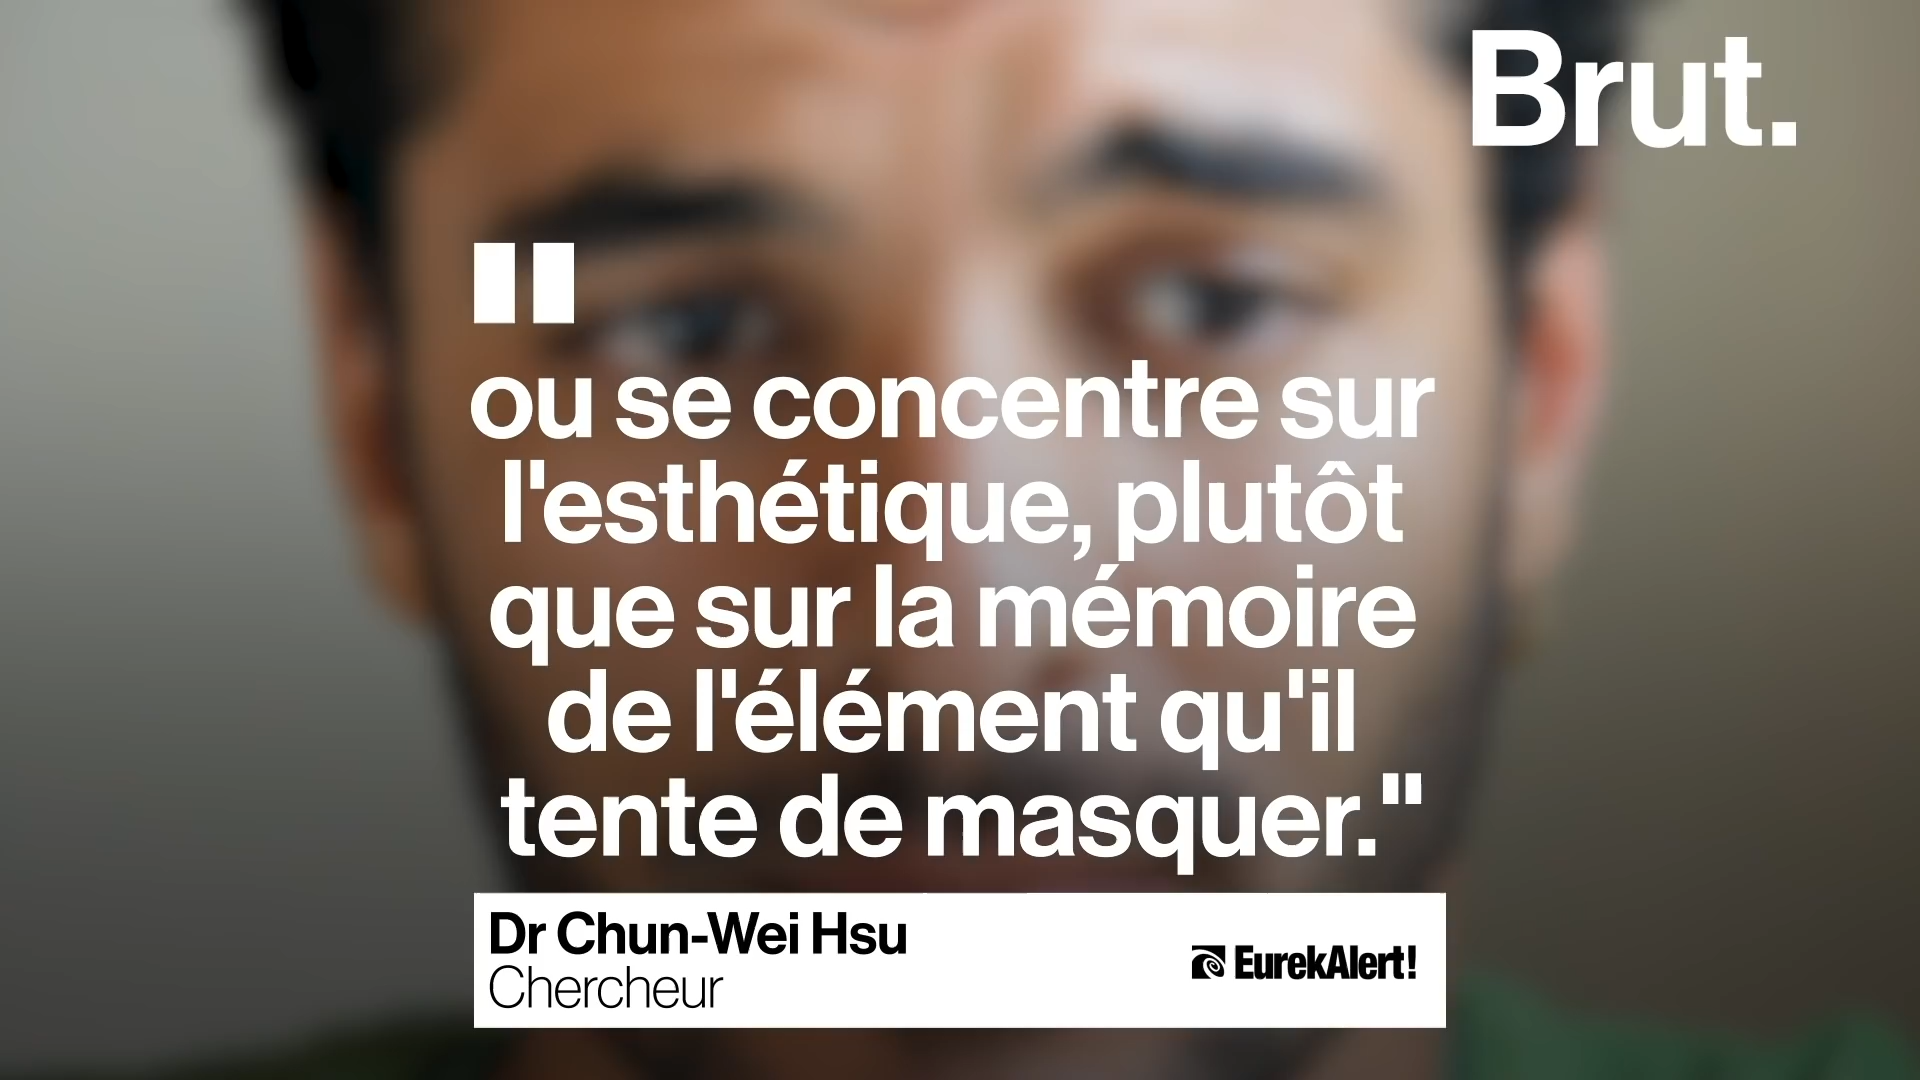 Brut.
"
ou se concentre sur
l'esthétique, plutôt
que sur la mémoire
de l'élément qu'il
tente de masquer."
Dr Chun-Wei Hsu
Chercheur
EurekAlert!